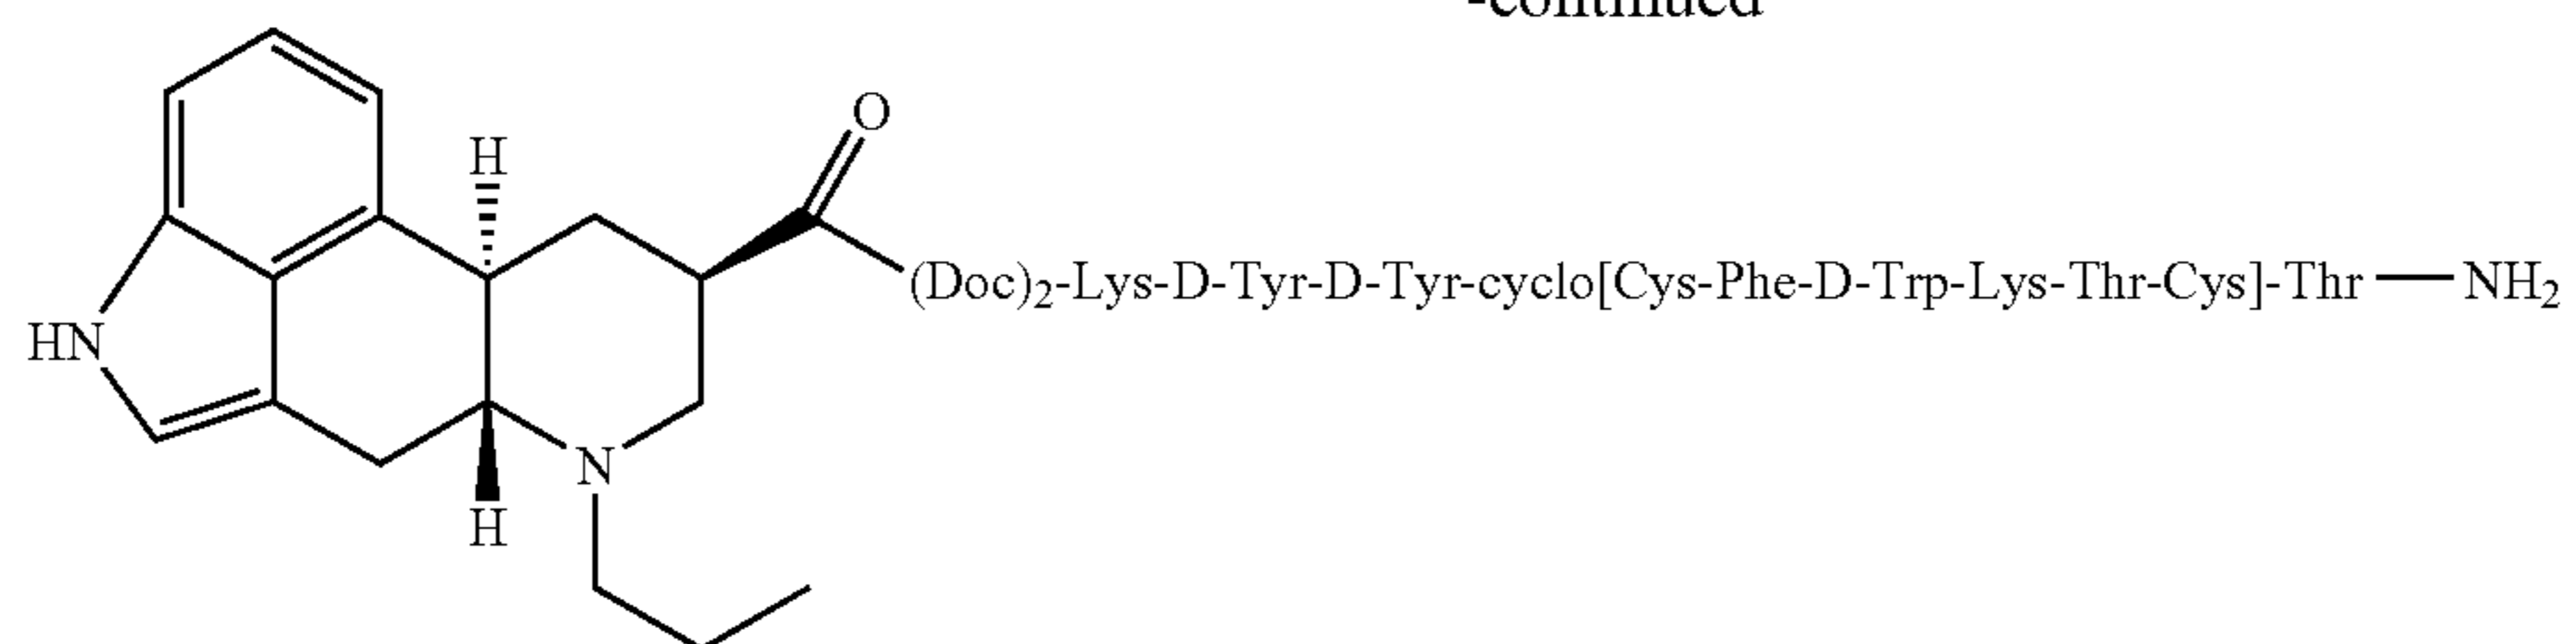 -continued
O
H
(Doc)₂-Lys-D-Tyr-D-Tyr-cyclo[Cys-Phe-D-Trp-Lys-Thr-Cys]-Thr — NH₂
HN
N
H